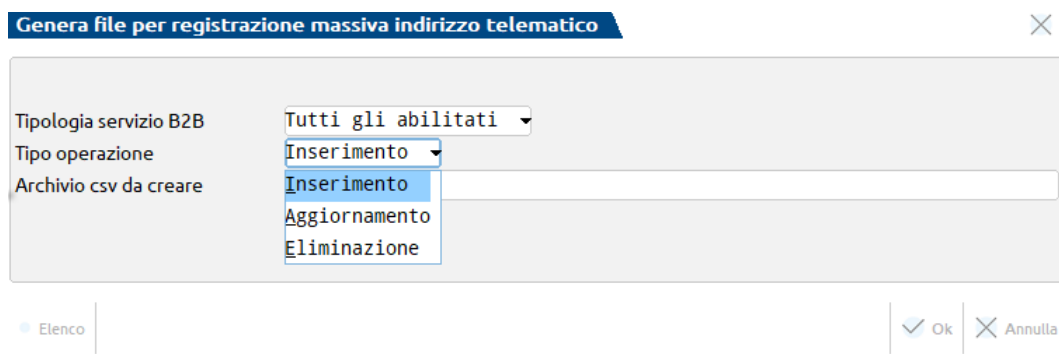 Genera file per registrazione massiva indirizzo telematico
Tipologia servizio B2B Tutti gli abilitati
Tipo operazione Inserimento
Archivio csv da creare Inserimento
Aggiornamento
Eliminazione
Elenco Ok Annulla